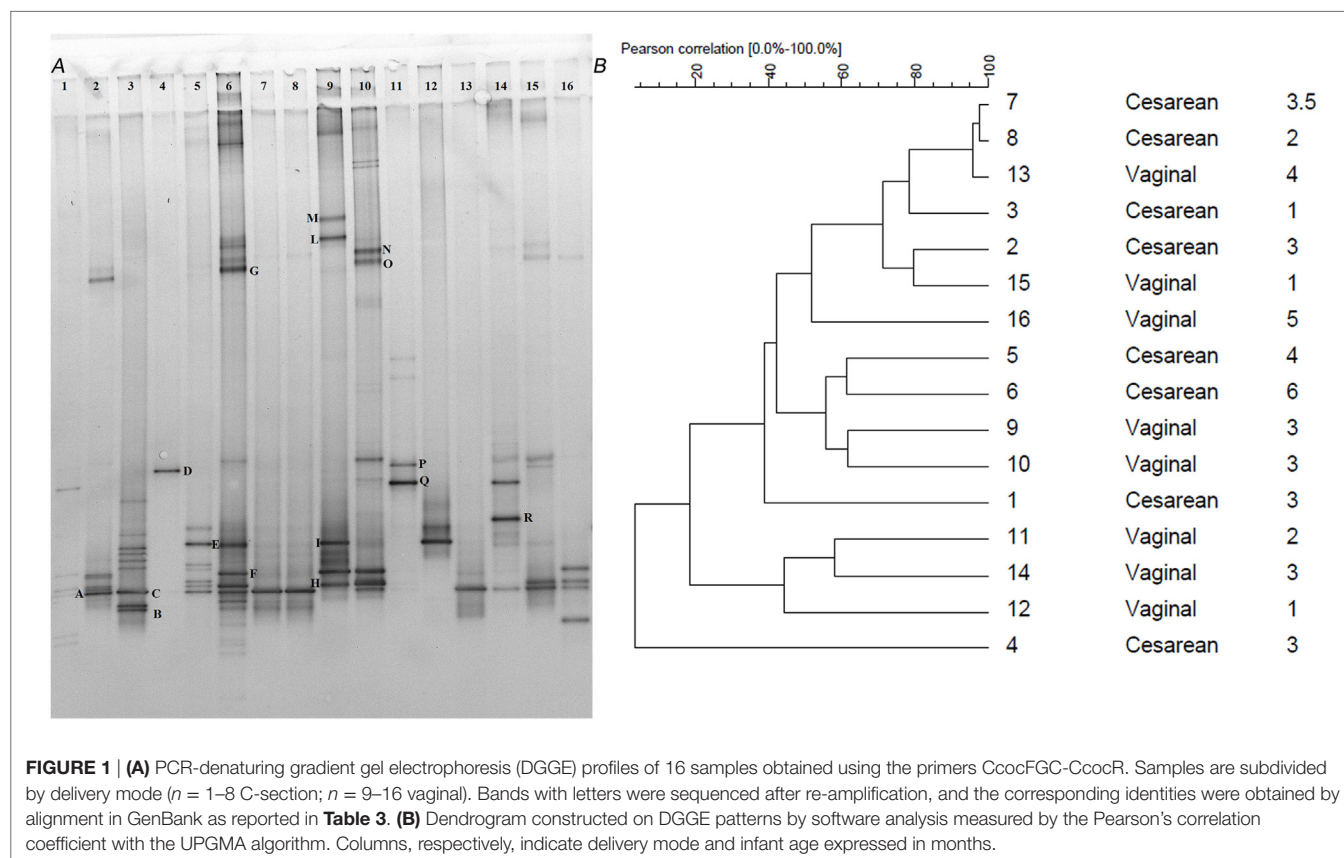 A
1 2 3 4 5 6 7 8 9 10 11 12 13 14 15 16
M
L
N
O
G
P
D
Q
R
E
I
F
H
A
C
B
Pearson correlation [0.0%-100.0%]
B
20 40 60 80 100
7 Cesarean 3.5
8 Cesarean 2
13 Vaginal 4
3 Cesarean 1
2 Cesarean 3
15 Vaginal 1
16 Vaginal 5
5 Cesarean 4
6 Cesarean 6
9 Vaginal 3
10 Vaginal 3
1 Cesarean 3
11 Vaginal 2
14 Vaginal 3
12 Vaginal 1
4 Cesarean 3
FIGURE 1 | (A) PCR-denaturing gradient gel electrophoresis (DGGE) profiles of 16 samples obtained using the primers CcocFGC-CcocR. Samples are subdivided
by delivery mode (n = 1–8 C-section; n = 9–16 vaginal). Bands with letters were sequenced after re-amplification, and the corresponding identities were obtained by
alignment in GenBank as reported in Table 3. (B) Dendrogram constructed on DGGE patterns by software analysis measured by the Pearson's correlation
coefficient with the UPGMA algorithm. Columns, respectively, indicate delivery mode and infant age expressed in months.